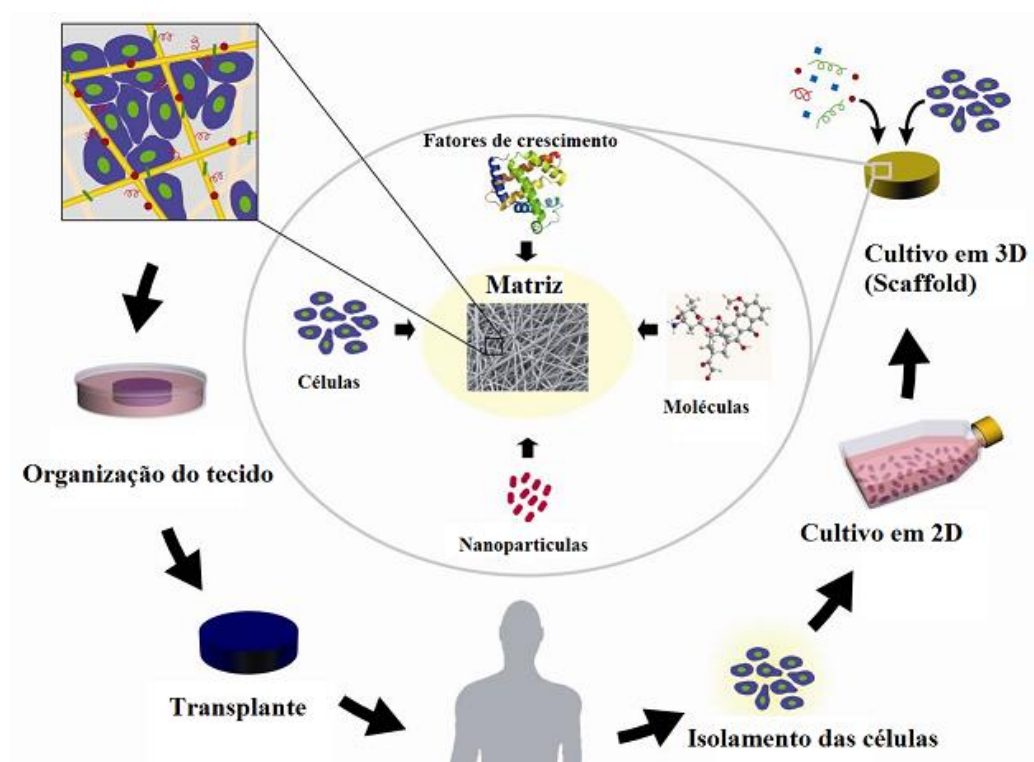 Fatores de crescimento
Matriz
Células
Moléculas
Nanoparticulas
Cultivo em 3D
(Scaffold)
Organização do tecido
Cultivo em 2D
Transplante
Isolamento das células